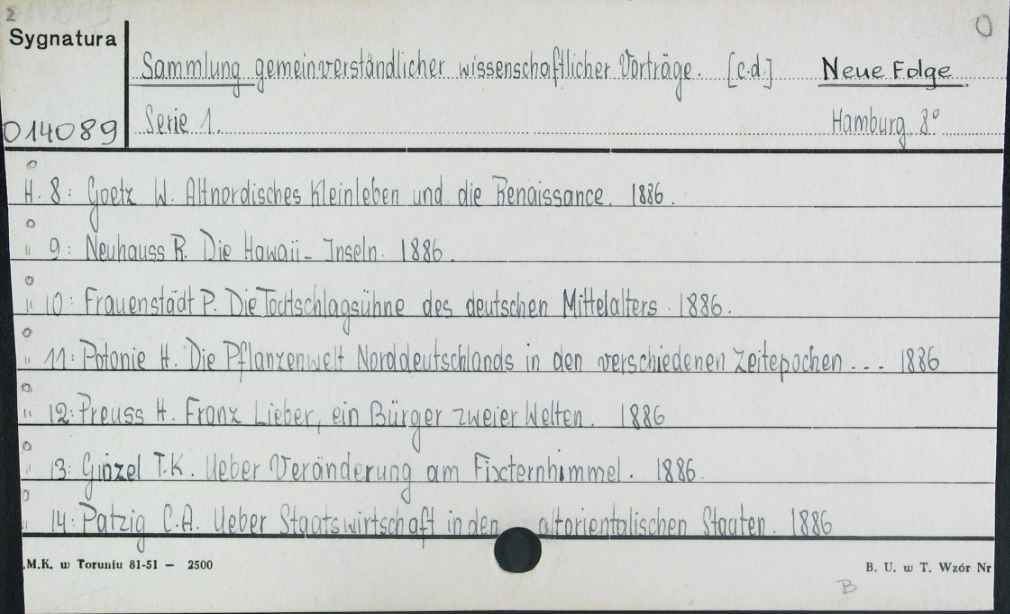 2
Sygnatura
O
Sammlung gemeinverständlicher wissenschaftlicher Vorträge. [c.d.] Neue Folge
014089
Serie 1. Hamburg 8°
H. 8: Goetz W. Altnordisches Kleinleben und die Renaissance. 1886.
" 9: Neuhauss R. Die Hawaii - Inseln. 1886.
" 10: Frauenstädt P. Die Todtschlagsühne des deutschen Mittelalters. 1886.
" 11: Potonie H. Die Pflanzenwelt Norddeutschlands in den verschiedenen Zeitepochen ... 1886
" 12: Preuss H. Franz Lieber, ein Bürger zweier Welten. 1886
" 13: Ginzel T.K. Ueber Veränderung am Fixternhimmel. 1886.
" 14: Patzig C.A. Ueber Staatswirtschaft in den altorientalischen Staaten. 1886
.M.K. w Toruniu 81-51 — 2500
B. U. w T. Wzór Nr
B